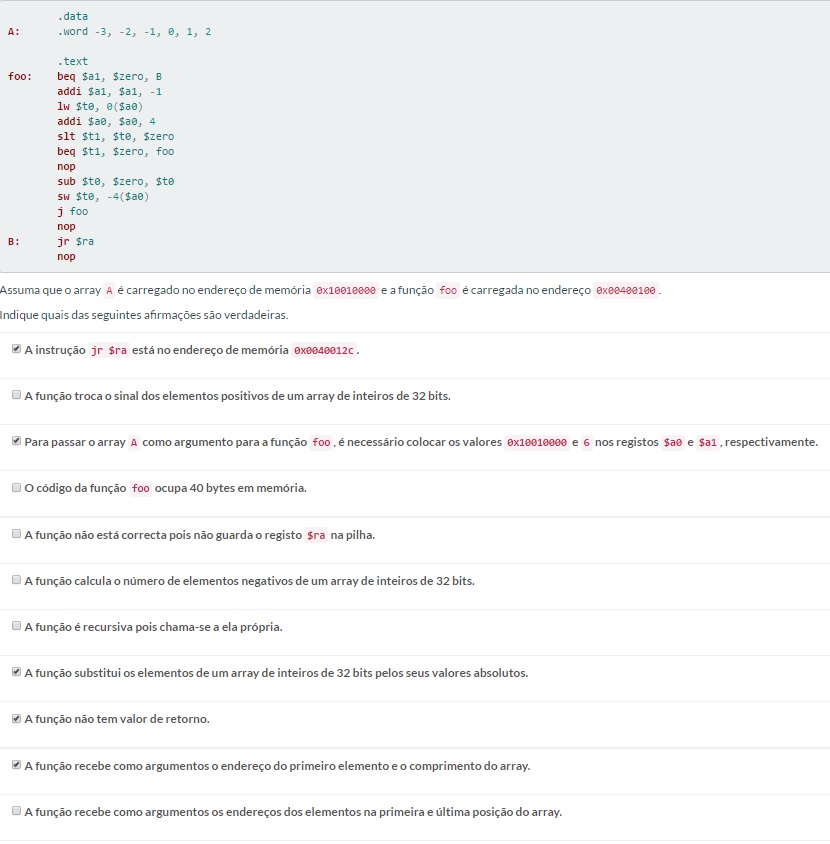 .data
A: .word -3, -2, -1, 0, 1, 2
.text
foo: beq $a1, $zero, B
addi $a1, $a1, -1
lw $t0, 0($a0)
addi $a0, $a0, 4
slt $t1, $t0, $zero
beq $t1, $zero, foo
nop
sub $t0, $zero, $t0
sw $t0, -4($a0)
j foo
nop
B: jr $ra
nop
Assuma que o array A é carregado no endereço de memória 0x10010000 e a função foo é carregada no endereço 0x00400100.
Indique quais das seguintes afirmações são verdadeiras.
A instrução jr $ra está no endereço de memória 0x0040012c.
A função troca o sinal dos elementos positivos de um array de inteiros de 32 bits.
Para passar o array A como argumento para a função foo, é necessário colocar os valores 0x10010000 e 6 nos registos $a0 e $a1, respectivamente.
O código da função foo ocupa 40 bytes em memória.
A função não está correcta pois não guarda o registo $ra na pilha.
A função calcula o número de elementos negativos de um array de inteiros de 32 bits.
A função é recursiva pois chama-se a ela própria.
A função substitui os elementos de um array de inteiros de 32 bits pelos seus valores absolutos.
A função não tem valor de retorno.
A função recebe como argumentos o endereço do primeiro elemento e o comprimento do array.
A função recebe como argumentos os endereços dos elementos na primeira e última posição do array.